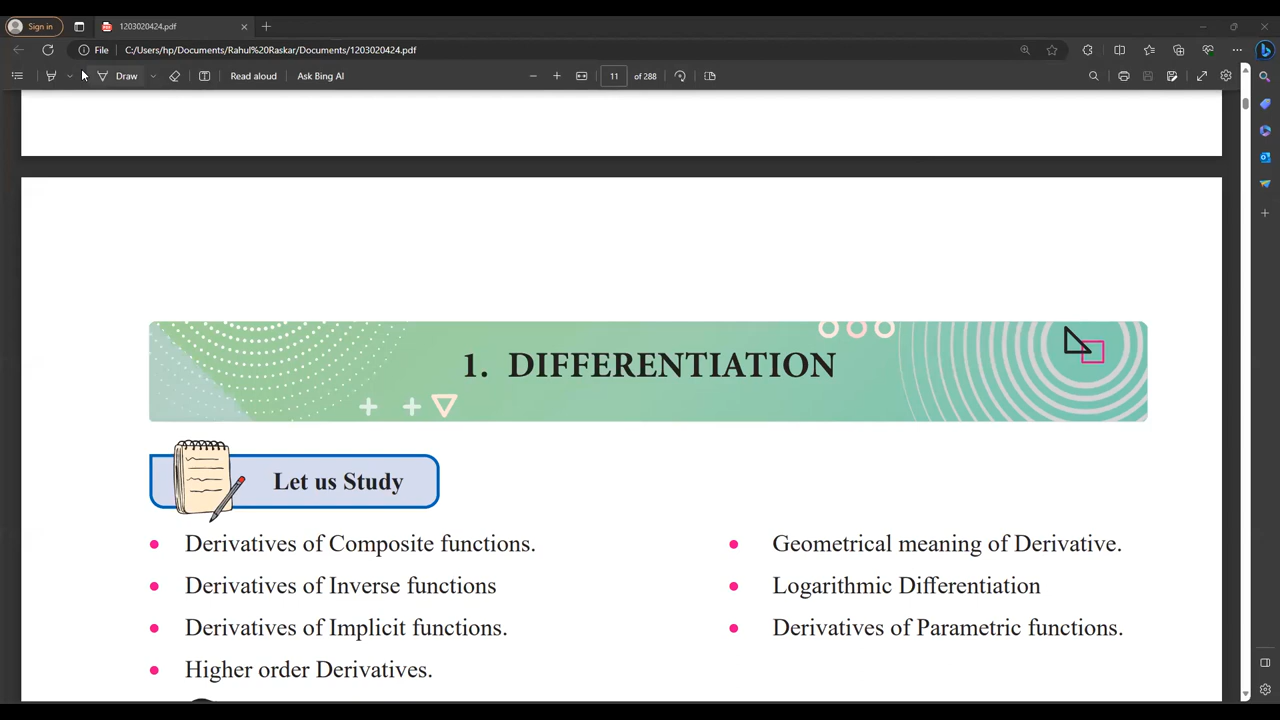 Sign in
1203020424.pdf
File
C:/Users/hp/Documents/Rahul%20Raskar/Documents/1203020424.pdf
Draw
Read aloud
Ask Bing AI
11 of 288
1. DIFFERENTIATION
Let us Study
Derivatives of Composite functions.
Geometrical meaning of Derivative.
Derivatives of Inverse functions
Logarithmic Differentiation
Derivatives of Implicit functions.
Derivatives of Parametric functions.
Higher order Derivatives.